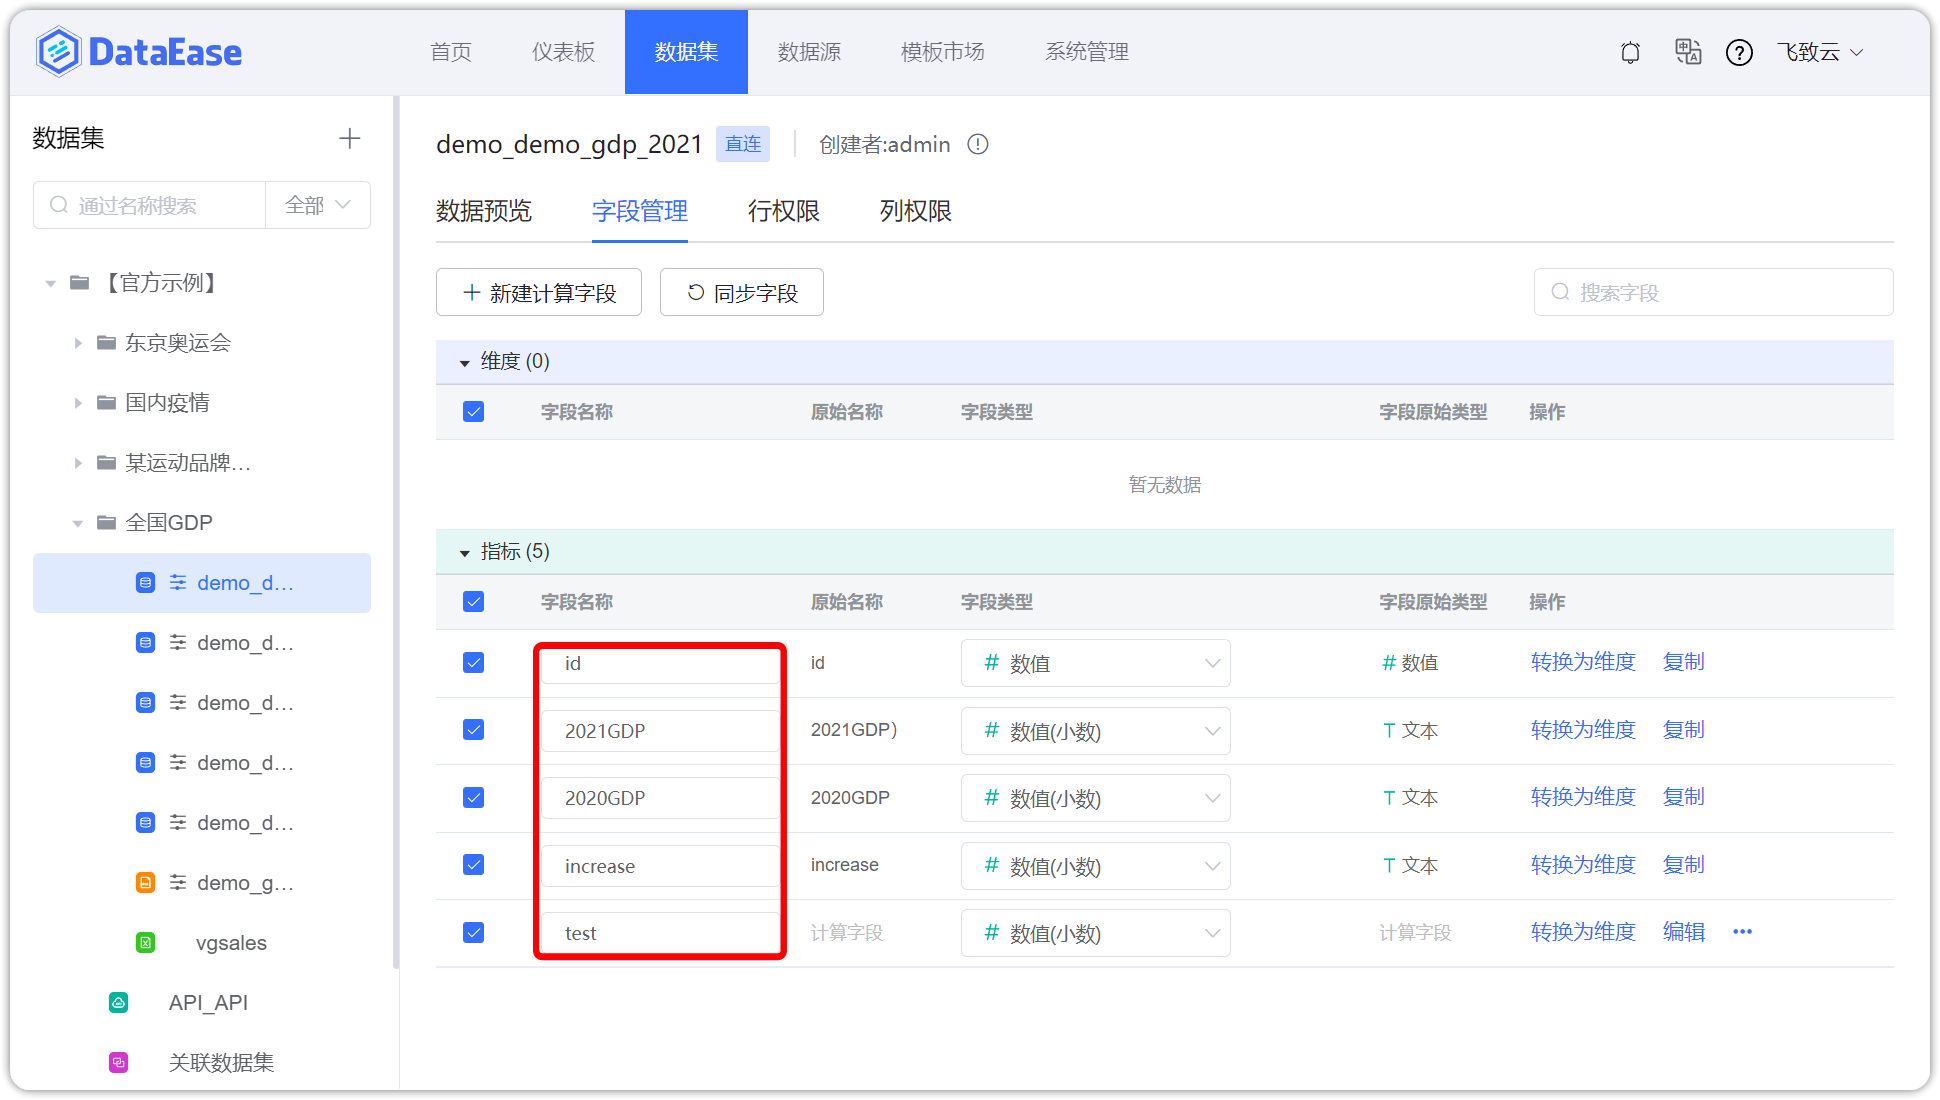 DataEase
首页
仪表板
数据集
数据源
模板市场
系统管理
飞致云
数据集
通过名称搜索
全部
【官方示例】
东京奥运会
国内疫情
某运动品牌...
全国GDP
demo_d...
demo_d...
demo_d...
demo_d...
demo_d...
demo_g...
vgsales
API_API
关联数据集
demo_demo_gdp_2021
直连
创建者:admin
数据预览
字段管理
行权限
列权限
新建计算字段
同步字段
搜索字段
维度 (0)
字段名称 原始名称 字段类型 字段原始类型 操作
暂无数据
指标 (5)
字段名称 原始名称 字段类型 字段原始类型 操作
id id # 数值 # 数值 转换为维度 复制
2021GDP 2021GDP） # 数值(小数) T 文本 转换为维度 复制
2020GDP 2020GDP # 数值(小数) T 文本 转换为维度 复制
increase increase # 数值(小数) T 文本 转换为维度 复制
test 计算字段 # 数值(小数) 计算字段 转换为维度 编辑 ...